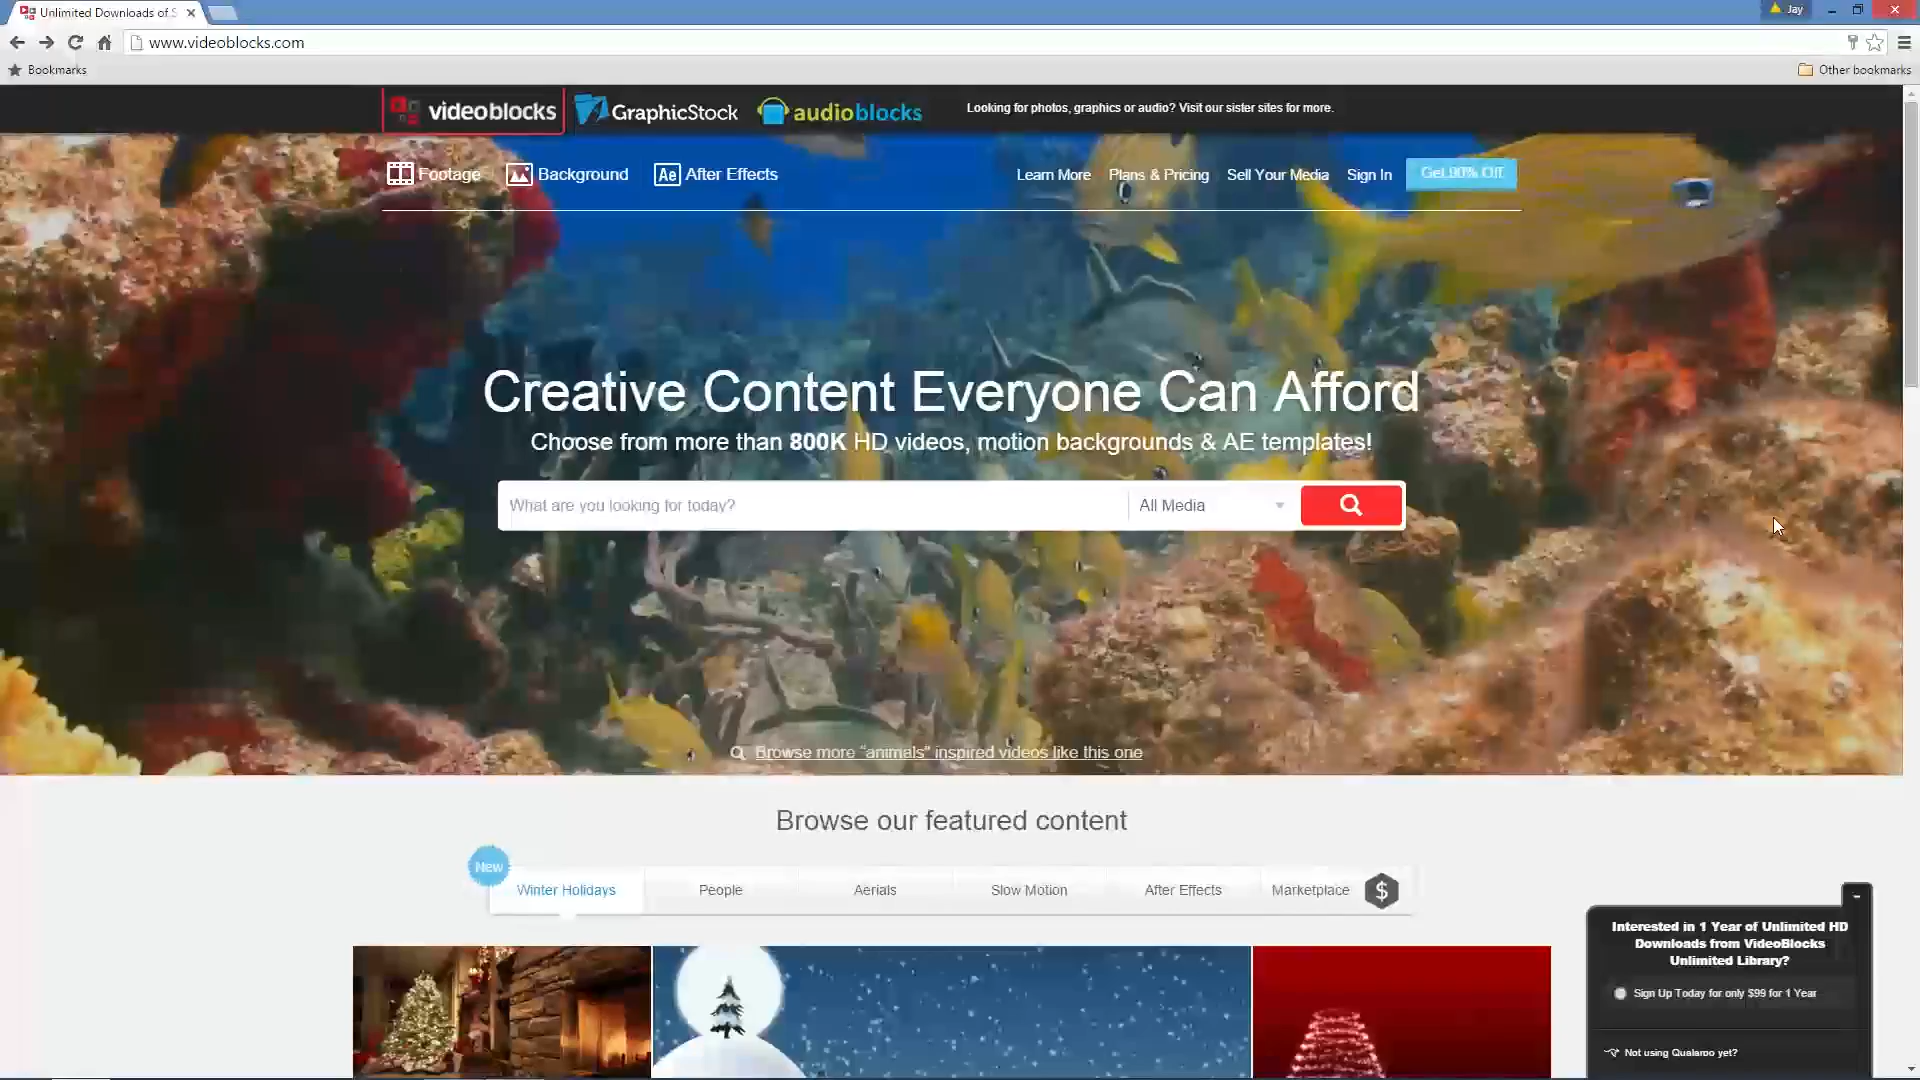 Unlimited Downloads of S
Jay
www.videoblocks.com
Bookmarks
Other bookmarks
videoblocks
GraphicStock
audioblocks
Looking for photos, graphics or audio? Visit our sister sites for more.
Footage
Background
Ae After Effects
Learn More
Plans & Pricing
Sell Your Media
Sign In
Get 90% Off
Creative Content Everyone Can Afford
Choose from more than 800K HD videos, motion backgrounds & AE templates!
What are you looking for today?
All Media
Browse more “animals” inspired videos like this one
Browse our featured content
New
Winter Holidays
People
Aerials
Slow Motion
After Effects
Marketplace $
Interested in 1 Year of Unlimited HD
Downloads from VideoBlocks
Unlimited Library?
Sign Up Today for only $99 for 1 Year
Not using Qualaroo yet?